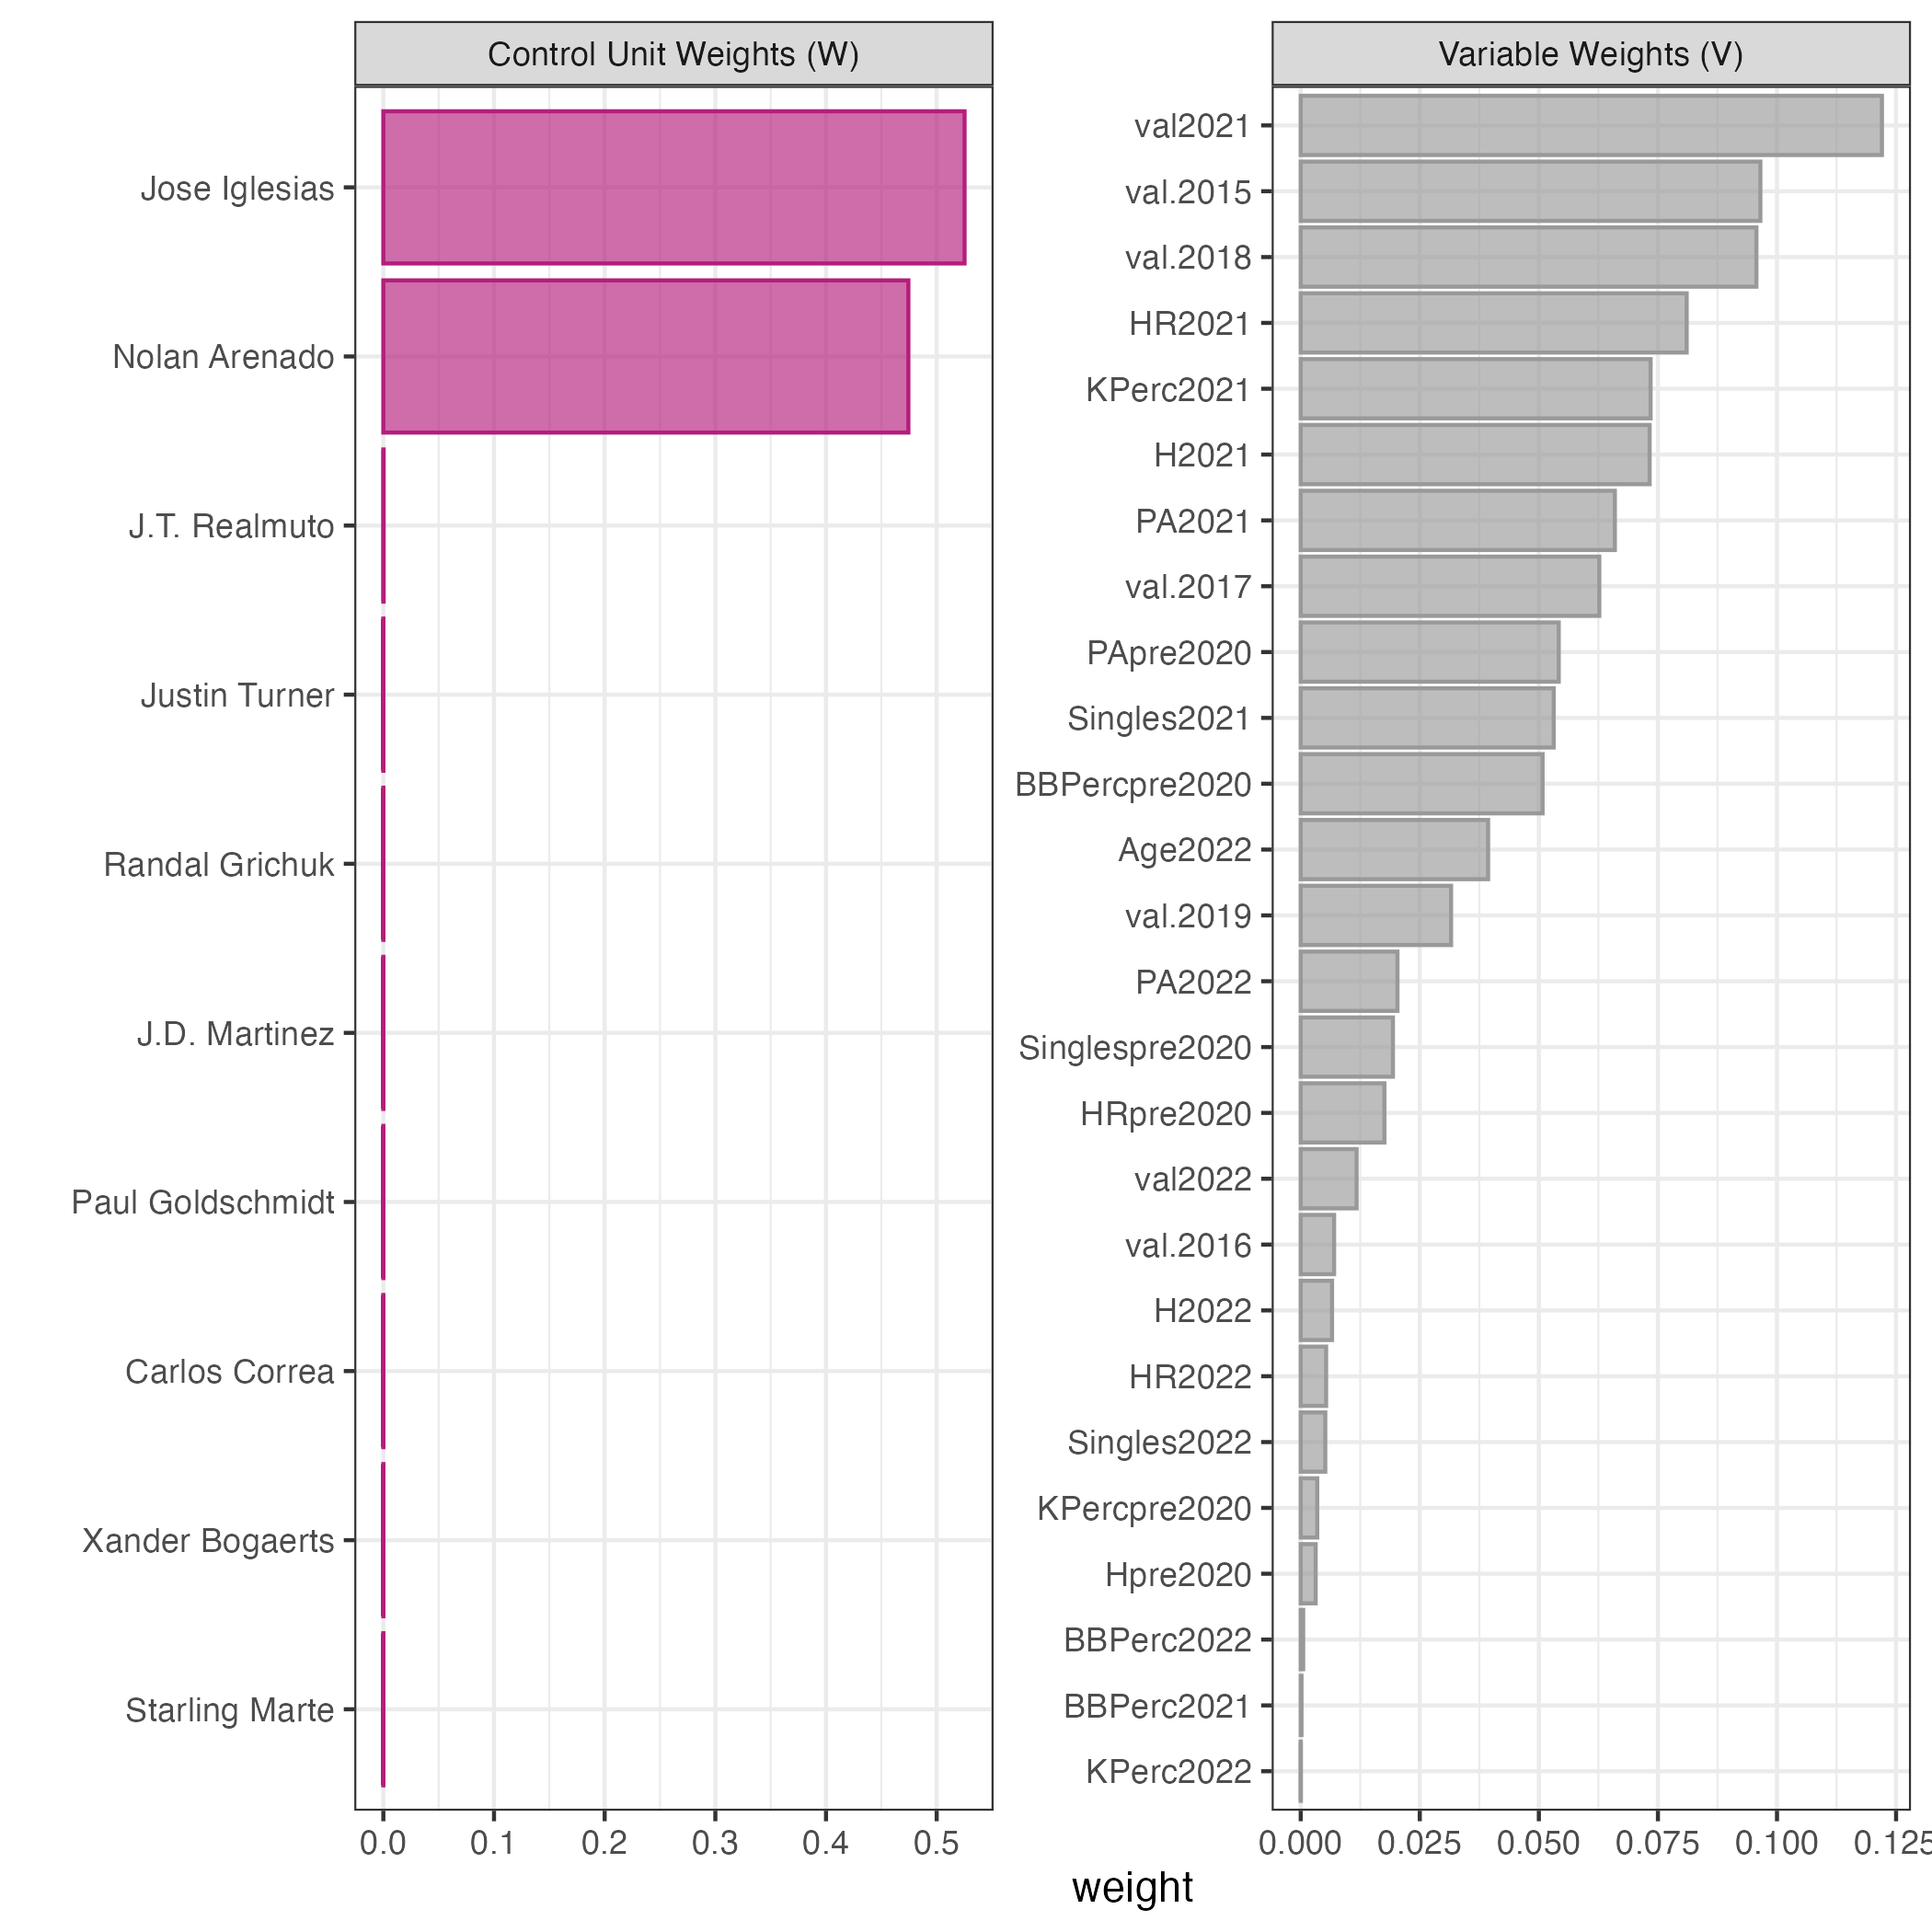 Control Unit Weights (W)
Jose Iglesias
Nolan Arenado
J.T. Realmuto
Justin Turner
Randal Grichuk
J.D. Martinez
Paul Goldschmidt
Carlos Correa
Xander Bogaerts
Starling Marte
0.0 0.1 0.2 0.3 0.4 0.5
Variable Weights (V)
val2021
val.2015
val.2018
HR2021
KPerc2021
H2021
PA2021
val.2017
PApre2020
Singles2021
BBPercpre2020
Age2022
val.2019
PA2022
Singlespre2020
HRpre2020
val2022
val.2016
H2022
HR2022
Singles2022
KPercpre2020
Hpre2020
BBPerc2022
BBPerc2021
KPerc2022
0.000 0.025 0.050 0.075 0.100 0.125
weight